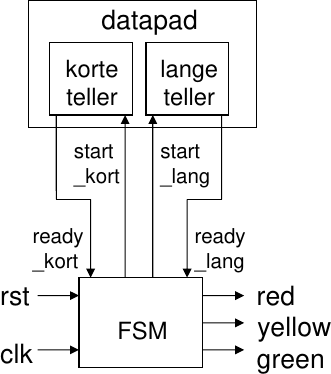 datapad
korte
teller
lange
teller
start
_kort
start
_lang
ready
_kort
ready
_lang
rst
clk
FSM
red
yellow
green